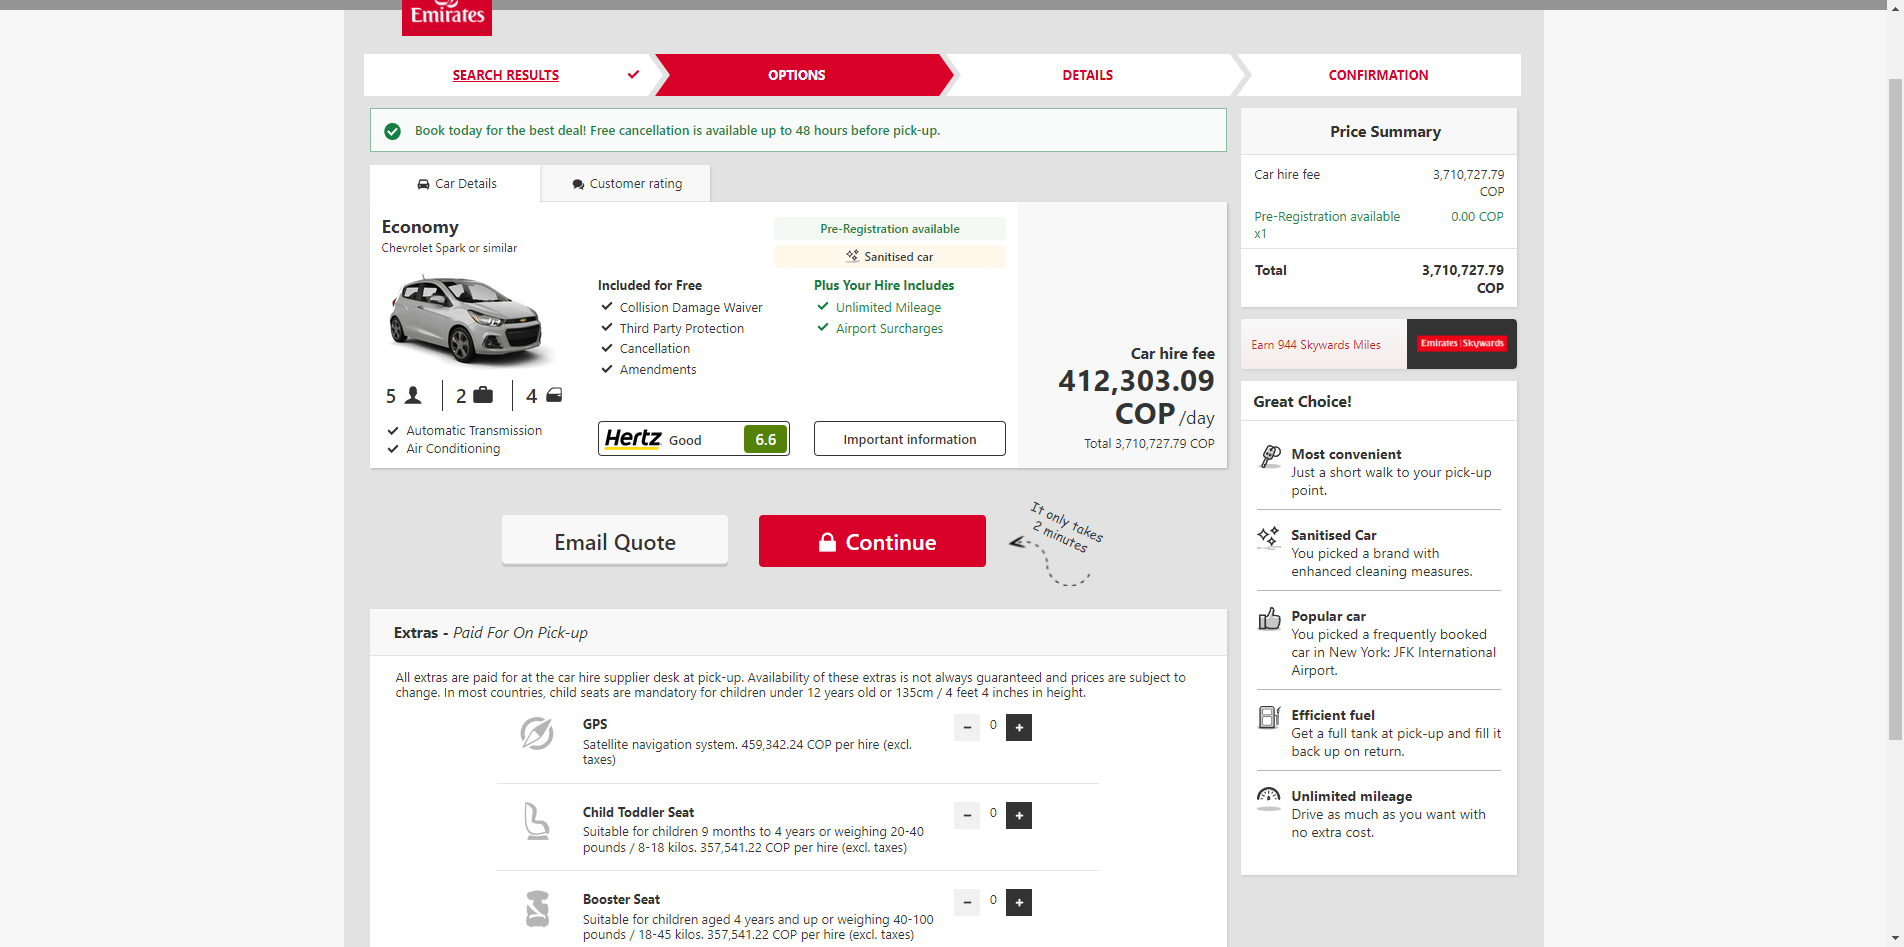 Emirates
SEARCH RESULTS
OPTIONS
DETAILS
CONFIRMATION
Book today for the best deal! Free cancellation is available up to 48 hours before pick-up.
Car Details
Customer rating
Economy
Chevrolet Spark or similar
Pre-Registration available
Sanitised car
Included for Free
Collision Damage Waiver
Third Party Protection
Cancellation
Amendments
Plus Your Hire Includes
Unlimited Mileage
Airport Surcharges
5
2
4
Automatic Transmission
Air Conditioning
Hertz Good 6.6
Important information
Car hire fee
412,303.09
COP /day
Total 3,710,727.79 COP
Email Quote
Continue
It only takes
2 minutes
Extras - Paid For On Pick-up
All extras are paid for at the car hire supplier desk at pick-up. Availability of these extras is not always guaranteed and prices are subject to
change. In most countries, child seats are mandatory for children under 12 years old or 135cm / 4 feet 4 inches in height.
GPS
Satellite navigation system. 459,342.24 COP per hire (excl.
taxes)
- 0 +
Child Toddler Seat
Suitable for children 9 months to 4 years or weighing 20-40
pounds / 8-18 kilos. 357,541.22 COP per hire (excl. taxes)
- 0 +
Booster Seat
Suitable for children aged 4 years and up or weighing 40-100
pounds / 18-45 kilos. 357,541.22 COP per hire (excl. taxes)
- 0 +
Price Summary
Car hire fee 3,710,727.79
COP
Pre-Registration available 0.00 COP
x1
Total 3,710,727.79
COP
Earn 944 Skywards Miles
Emirates | Skywards
Great Choice!
Most convenient
Just a short walk to your pick-up
point.
Sanitised Car
You picked a brand with
enhanced cleaning measures.
Popular car
You picked a frequently booked
car in New York: JFK International
Airport.
Efficient fuel
Get a full tank at pick-up and fill it
back up on return.
Unlimited mileage
Drive as much as you want with
no extra cost.